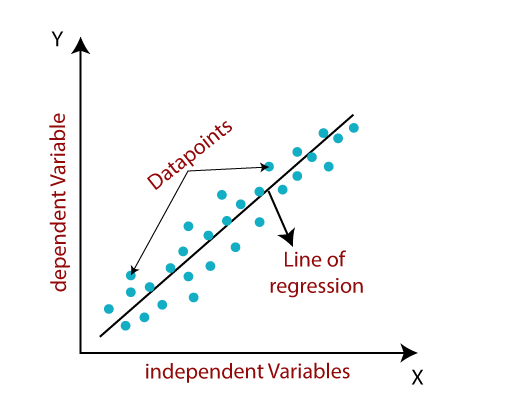 Y
dependent Variable
Datapoints
Line of
regression
independent Variables
X